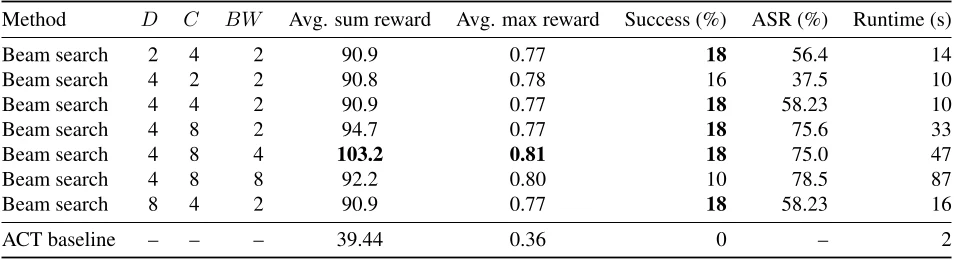 Method D C BW Avg. sum reward Avg. max reward Success (%) ASR (%) Runtime (s)
Beam search 2 4 2 90.9 0.77 18 56.4 14
Beam search 4 2 2 90.8 0.78 16 37.5 10
Beam search 4 4 2 90.9 0.77 18 58.23 10
Beam search 4 8 2 94.7 0.77 18 75.6 33
Beam search 4 8 4 103.2 0.81 18 75.0 47
Beam search 4 8 8 92.2 0.80 10 78.5 87
Beam search 8 4 2 90.9 0.77 18 58.23 16
ACT baseline – – – 39.44 0.36 0 – 2